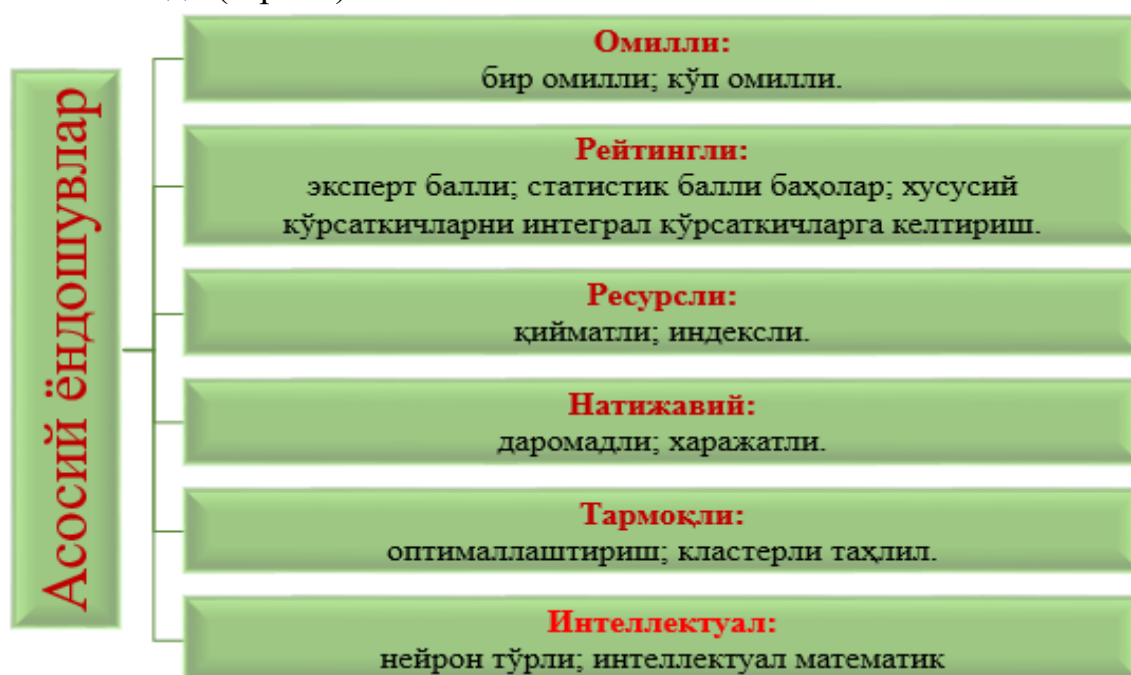 Асосий ёндошувлар
Омилли:
бир омилли; кўп омилли.
Рейтингли:
эксперт балли; статистик балли баҳолар; хусусий
кўрсаткичларни интеграл кўрсаткичларга келтириш.
Ресурсли:
қийматли; индексли.
Натижавий:
даромадли; харажатли.
Тармоқли:
оптималлаштириш; кластерли таҳлил.
Интеллектуал:
нейрон тўрли; интеллектуал математик